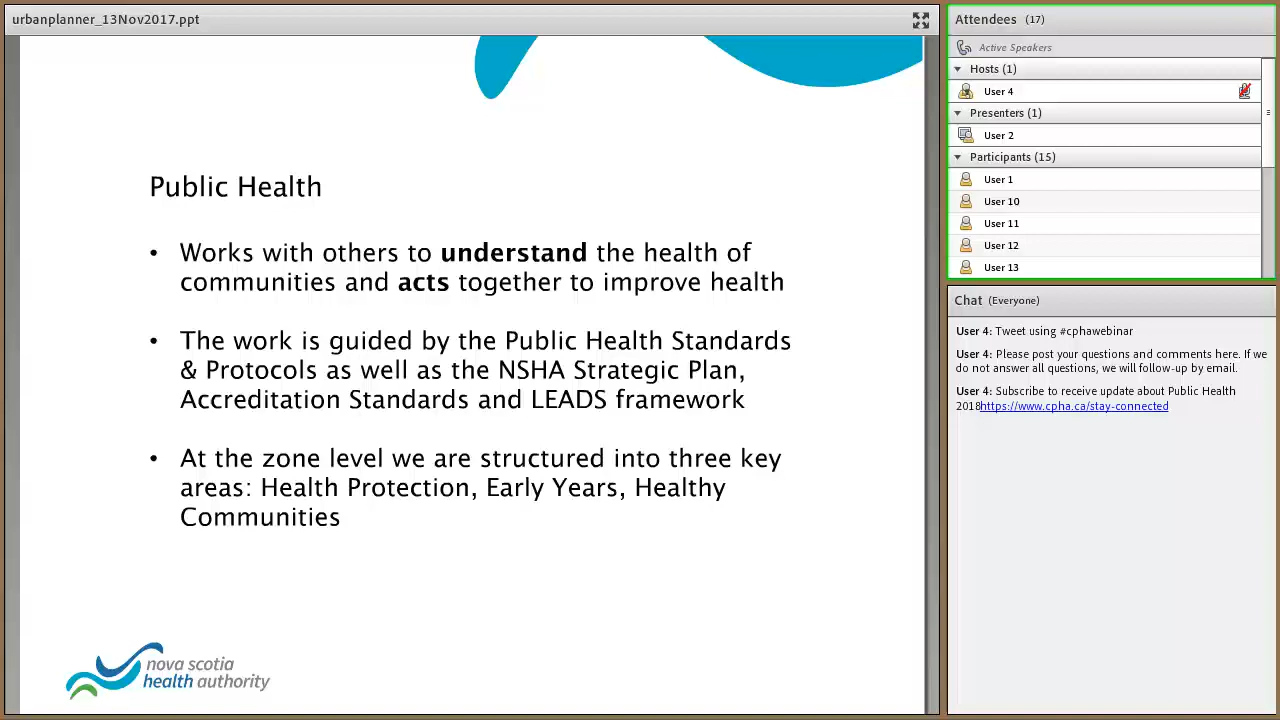 urbanplanner_13Nov2017.ppt
Public Health
• Works with others to understand the health of
communities and acts together to improve health
• The work is guided by the Public Health Standards
& Protocols as well as the NSHA Strategic Plan,
Accreditation Standards and LEADS framework
• At the zone level we are structured into three key
areas: Health Protection, Early Years, Healthy
Communities
nova scotia
health authority
Attendees (17)
Active Speakers
Hosts (1)
User 4
Presenters (1)
User 2
Participants (15)
User 1
User 10
User 11
User 12
User 13
Chat (Everyone)
User 4: Tweet using #cphawebinar
User 4: Please post your questions and comments here. If we
do not answer all questions, we will follow-up by email.
User 4: Subscribe to receive update about Public Health
2018https://www.cpha.ca/stay-connected